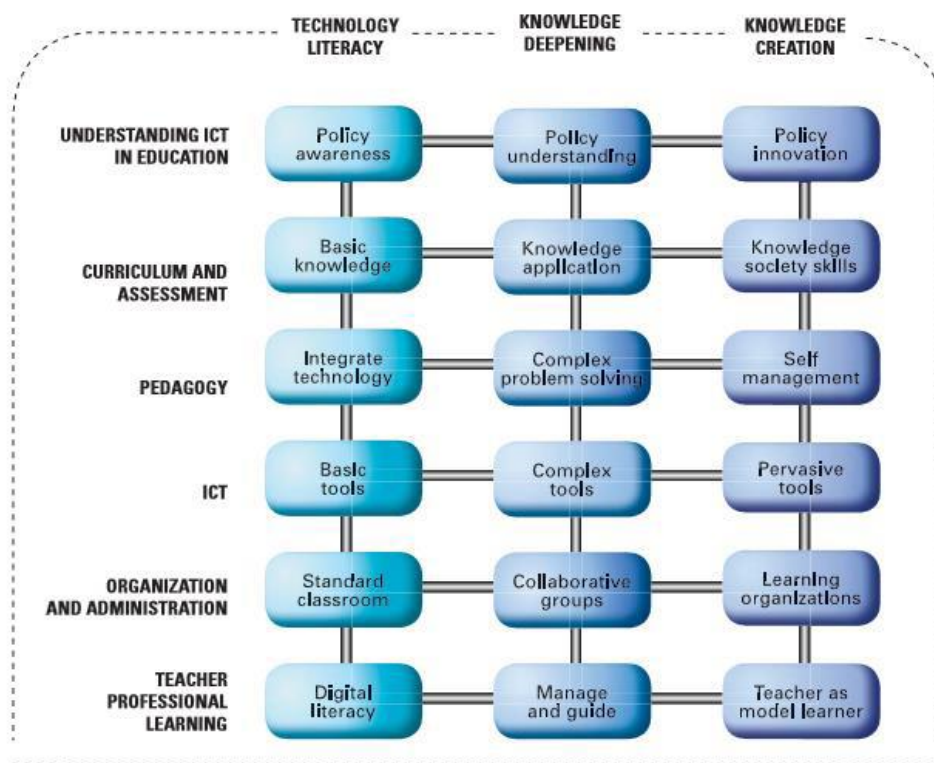 TECHNOLOGY
LITERACY
KNOWLEDGE
DEEPENING
KNOWLEDGE
CREATION
UNDERSTANDING ICT
IN EDUCATION
Policy
awareness
Policy
understanding
Policy
innovation
CURRICULUM AND
ASSESSMENT
Basic
knowledge
Knowledge
application
Knowledge
society skills
PEDAGOGY
Integrate
technology
Complex
problem solving
Self
management
ICT
Basic
tools
Complex
tools
Pervasive
tools
ORGANIZATION
AND ADMINISTRATION
Standard
classroom
Collaborative
groups
Learning
organizations
TEACHER
PROFESSIONAL
LEARNING
Digital
literacy
Manage
and guide
Teacher as
model learner